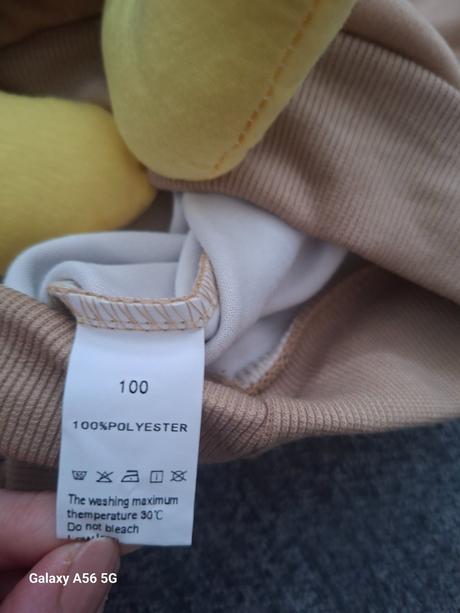 100
100%POLYESTER
The washing maximum
themperature 30℃
Do not bleach
Galaxy A56 5G